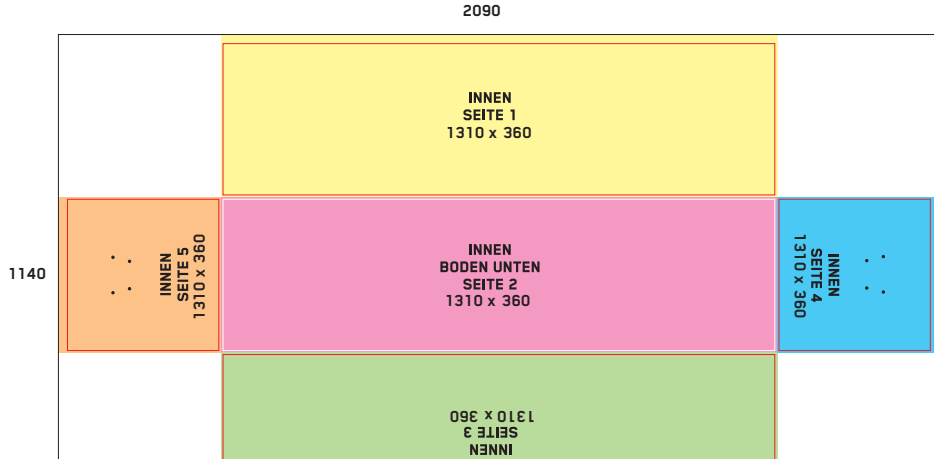 2090
INNEN
SEITE 1
1310 x 360
1140
INNEN
SEITE 5
1310 x 360
INNEN
BODEN UNTEN
SEITE 2
1310 x 360
INNEN
SEITE 4
1310 x 360
INNEN
SEITE 3
1310 x 360